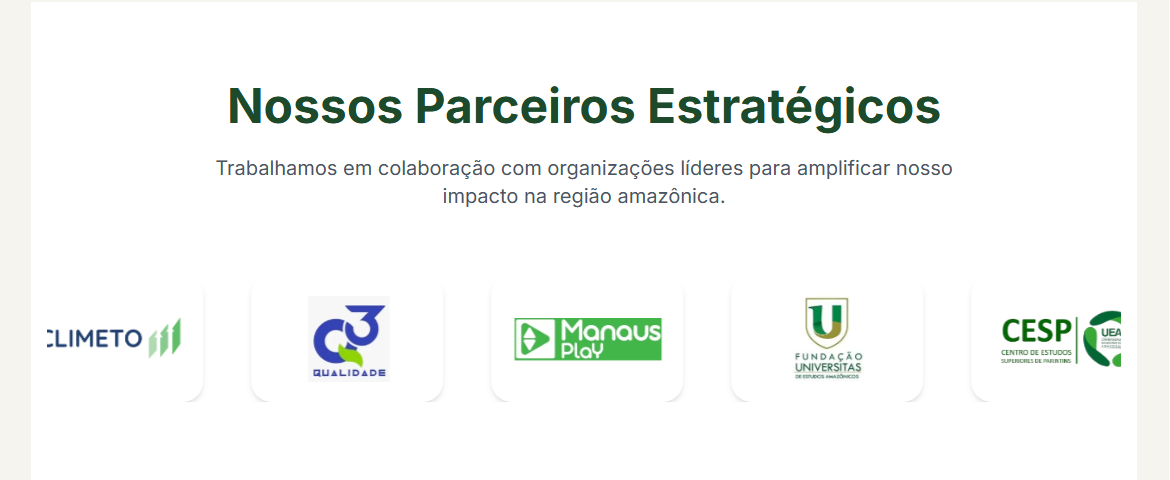 Nossos Parceiros Estratégicos
Trabalhamos em colaboração com organizações líderes para amplificar nosso
impacto na região amazônica.
CLIMETO
Q3
QUALIDADE
Manaus
Play
U
FUNDAÇÃO
UNIVERSITAS
DE ESTUDOS AMAZÔNICOS
CESP
CENTRO DE ESTUDOS
SUPERIORES DE PARINTINS
UEA